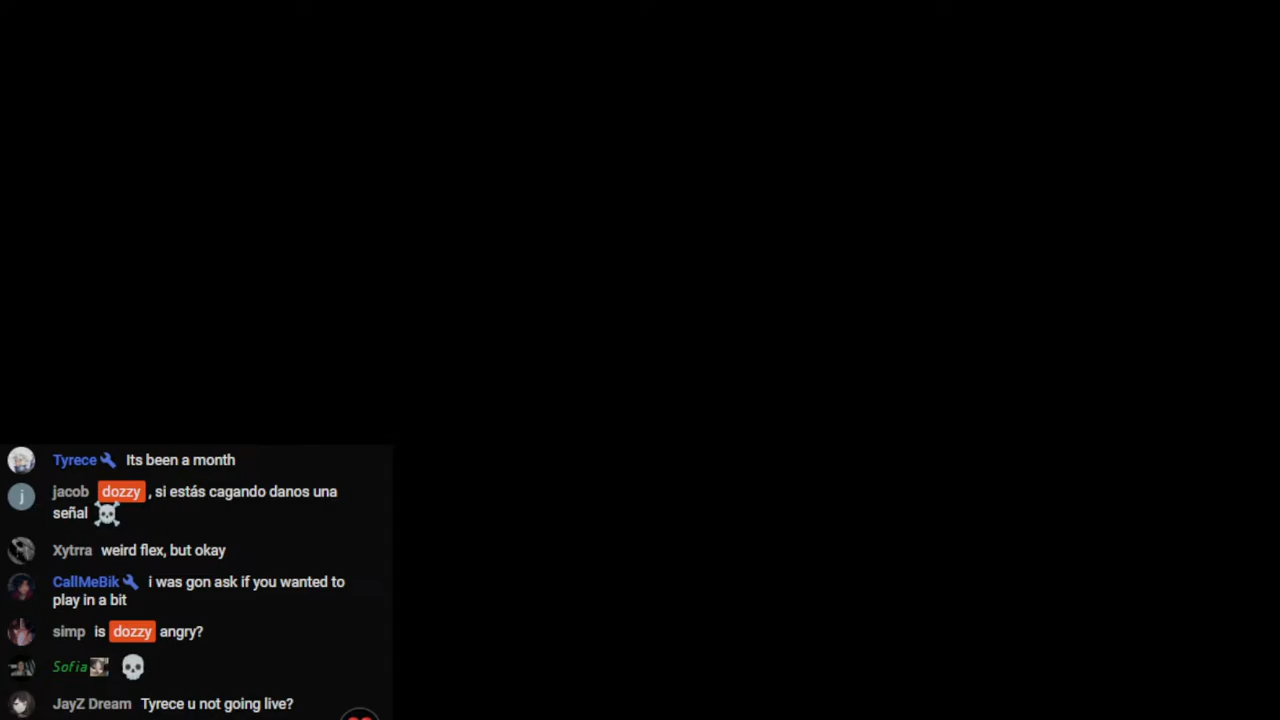 Tyrece Its been a month
j jacob dozzy , si estás cagando danos una
señal
Xytrra weird flex, but okay
CallMeBik i was gon ask if you wanted to
play in a bit
simp is dozzy angry?
Sofia
JayZ Dream Tyrece u not going live?